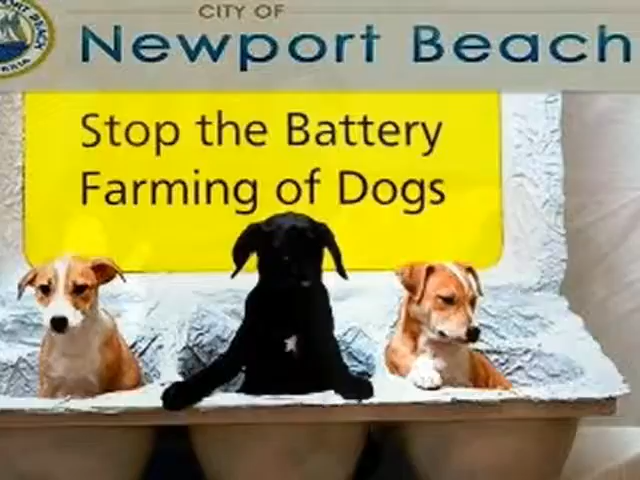 CITY OF
Newport Beach
Stop the Battery
Farming of Dogs